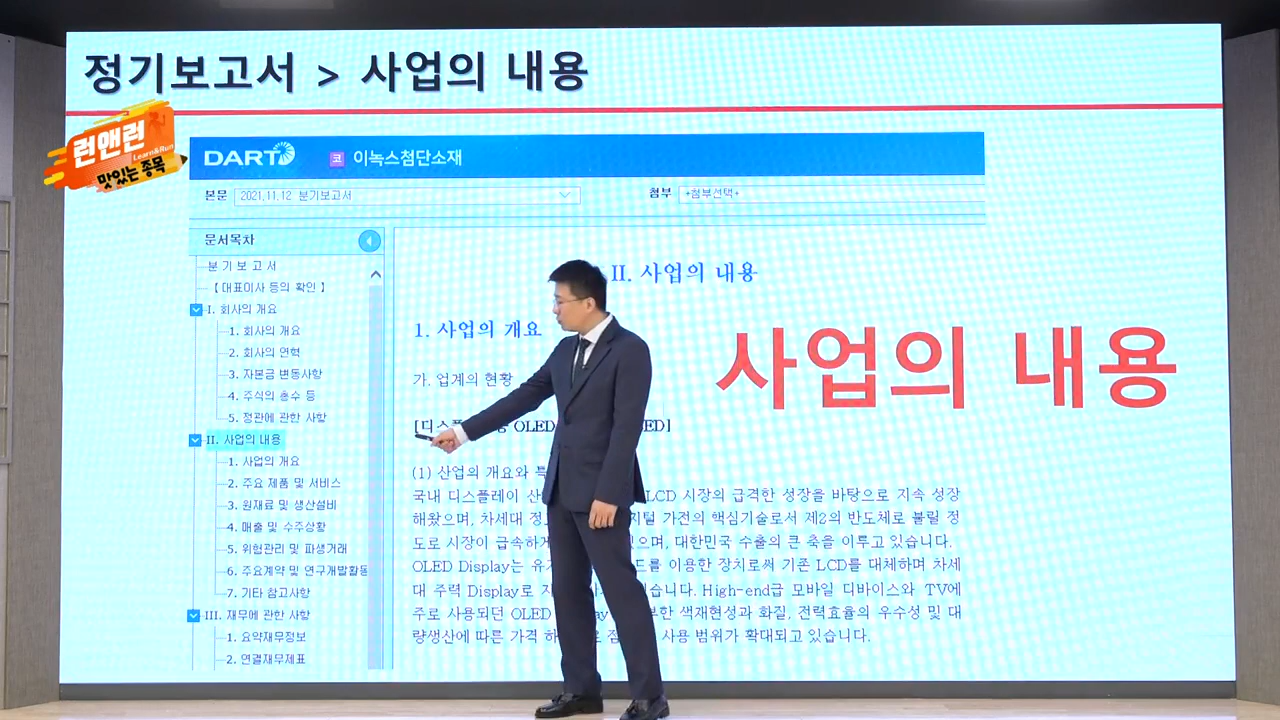 정기보고서 > 사업의 내용
런앤런
Learn&Run
맛있는 종목
DART
코 이녹스첨단소재
본문 2021.11.12 분기보고서
첨부 +첨부선택+
문서목차
분 기 보 고 서
【 대표이사 등의 확인 】
I. 회사의 개요
1. 회사의 개요
2. 회사의 연혁
3. 자본금 변동사항
4. 주식의 총수 등
5. 정관에 관한 사항
II. 사업의 내용
1. 사업의 개요
2. 주요 제품 및 서비스
3. 원재료 및 생산설비
4. 매출 및 수주상황
5. 위험관리 및 파생거래
6. 주요계약 및 연구개발활동
7. 기타 참고사항
III. 재무에 관한 사항
1. 요약재무정보
2. 연결재무제표
II. 사업의 내용
1. 사업의 개요
가. 업계의 현황
OLED
(1) 산업의 개요와
국내 디스플레이 LCD 시장의 급격한 성장을 바탕으로 지속 성장
해왔으며, 차세대 가전의 핵심기술로서 제2의 반도체로 불릴 정
도로 시장이 급속하게 있으며, 대한민국 수출의 큰 축을 이루고 있습니다.
OLED Display는 이용한 장치로써 기존 LCD를 대체하며 차세
대 주력 Display로 있습니다. High-end급 모바일 디바이스와 TV에
주로 사용되던 OLED 색재현성과 화질, 전력효율의 우수성 및 대
량생산에 따른 가격 사용 범위가 확대되고 있습니다.
사업의 내용